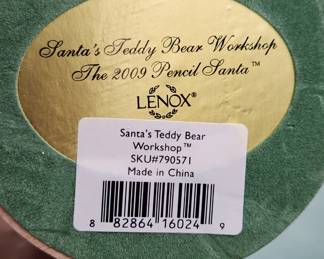 Santa's Teddy Bear Workshop
The 2009 Pencil Santa™
LENOX®
Santa's Teddy Bear
Workshop™
SKU#790571
Made in China
8 82864 16024 9